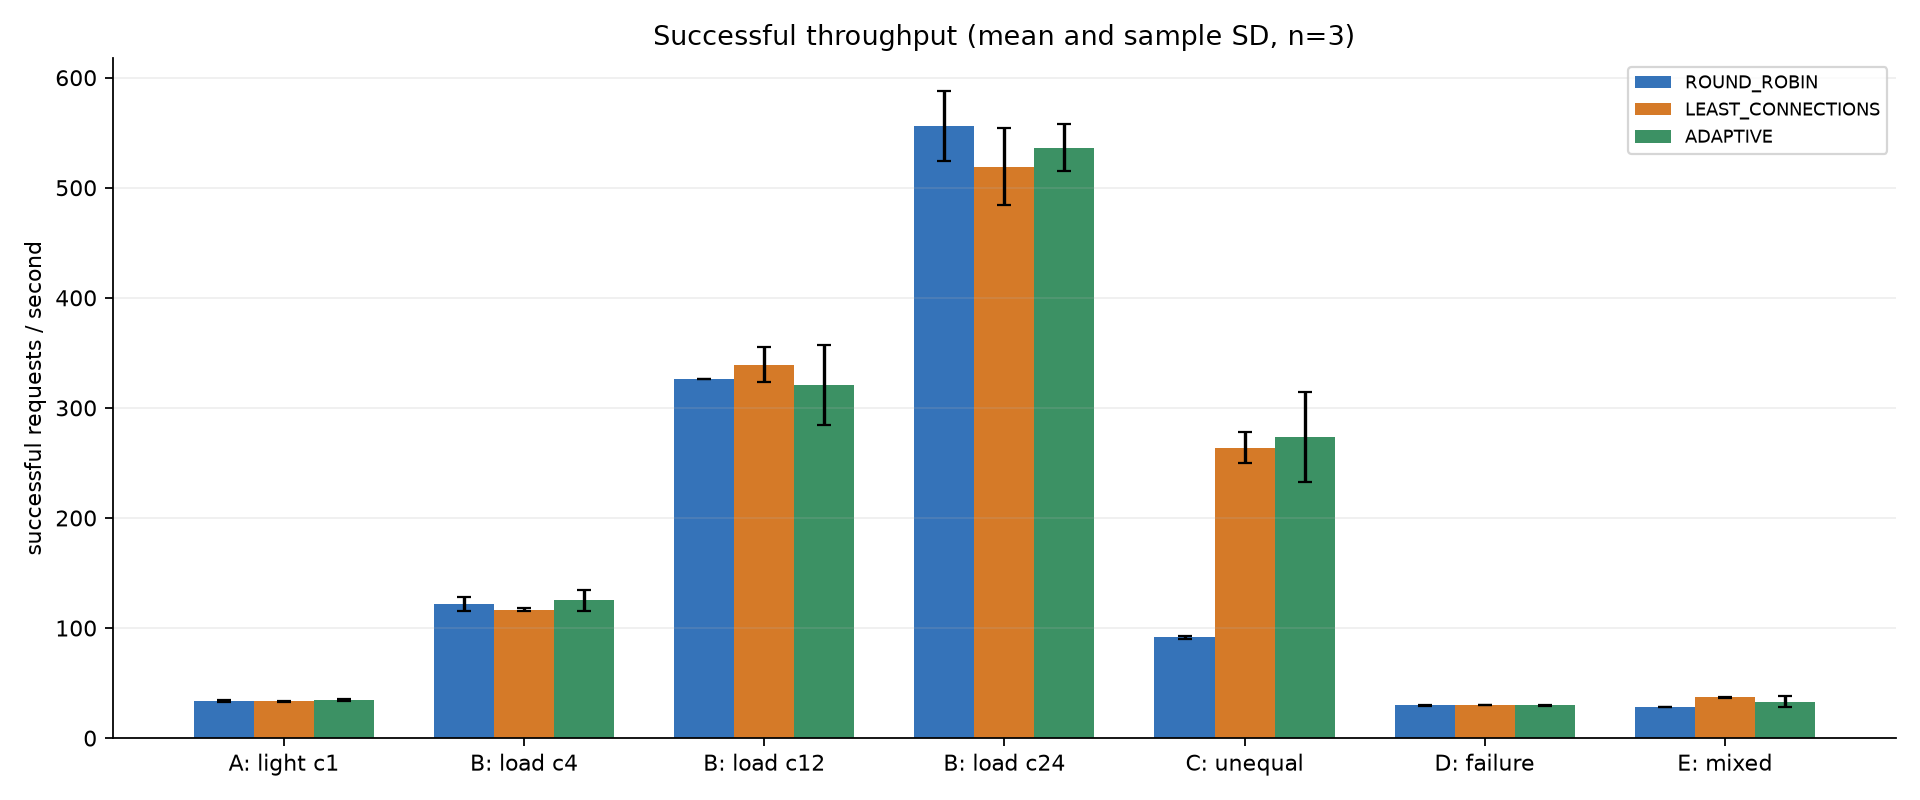 Successful throughput (mean and sample SD, n=3)
ROUND_ROBIN
LEAST_CONNECTIONS
ADAPTIVE
successful requests / second
600
500
400
300
200
100
0
A: light c1
B: load c4
B: load c12
B: load c24
C: unequal
D: failure
E: mixed